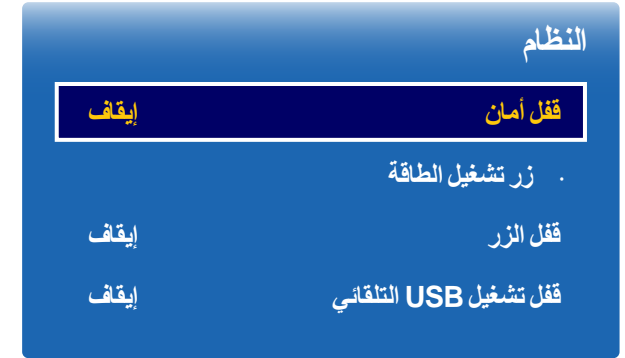 النظام
قفل أمان إيقاف
· زر تشغيل الطاقة
قفل الزر إيقاف
قفل تشغيل USB التلقائي إيقاف